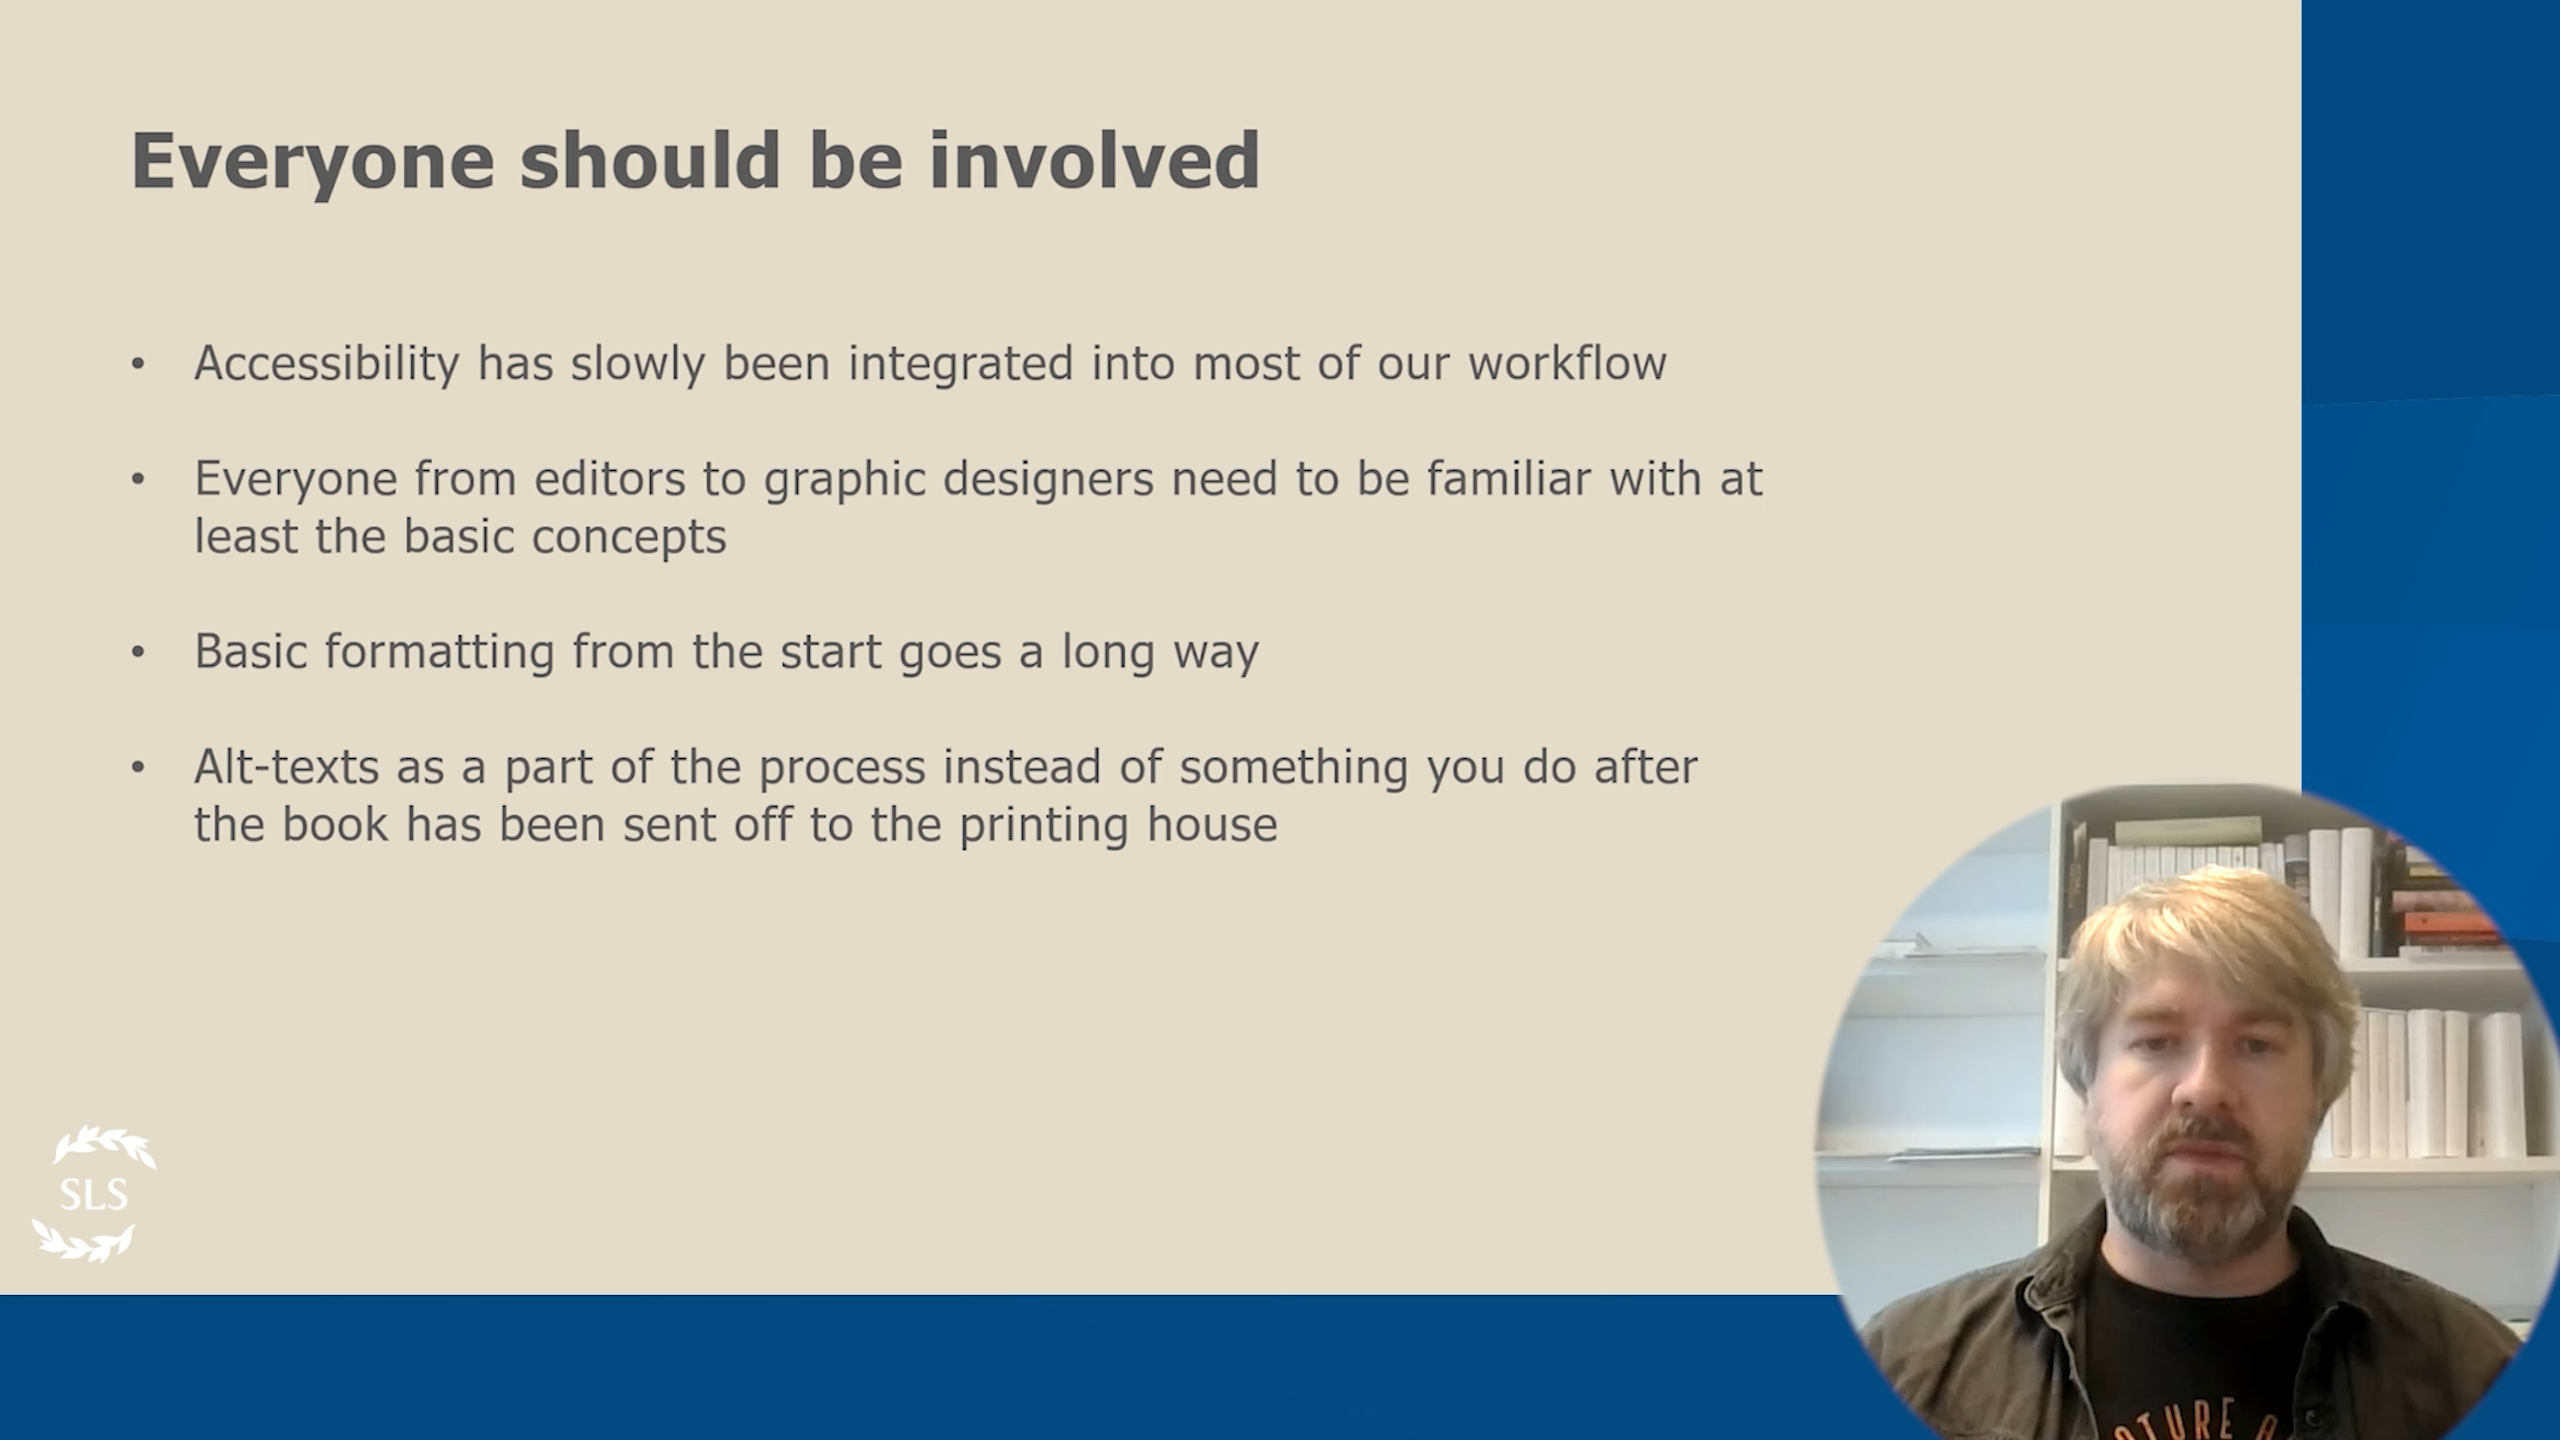 Everyone should be involved
• Accessibility has slowly been integrated into most of our workflow
• Everyone from editors to graphic designers need to be familiar with at
least the basic concepts
• Basic formatting from the start goes a long way
• Alt-texts as a part of the process instead of something you do after
the book has been sent off to the printing house
SLS